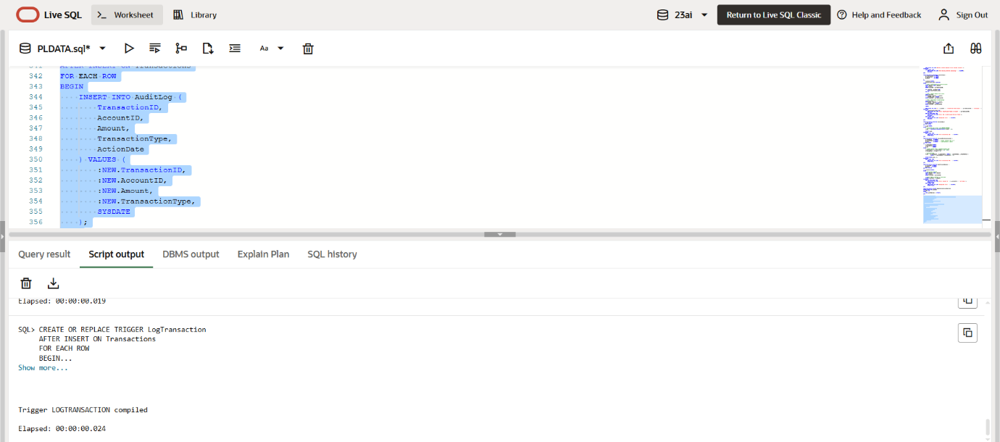 Live SQL
Worksheet
Library
23ai
Return to Live SQL Classic
Help and Feedback
Sign Out
PLDATA.sql*
Aa
AFTER INSERT ON Transactions
342 FOR EACH ROW
343 BEGIN
344 INSERT INTO AuditLog (
345 TransactionID,
346 AccountID,
347 Amount,
348 TransactionType,
349 ActionDate
350 ) VALUES (
351 :NEW.TransactionID,
352 :NEW.AccountID,
353 :NEW.Amount,
354 :NEW.TransactionType,
355 SYSDATE
356 );
Query result
Script output
DBMS output
Explain Plan
SQL history
Elapsed: 00:00:00.019
SQL> CREATE OR REPLACE TRIGGER LogTransaction
AFTER INSERT ON Transactions
FOR EACH ROW
BEGIN...
Show more...
Trigger LOGTRANSACTION compiled
Elapsed: 00:00:00.024